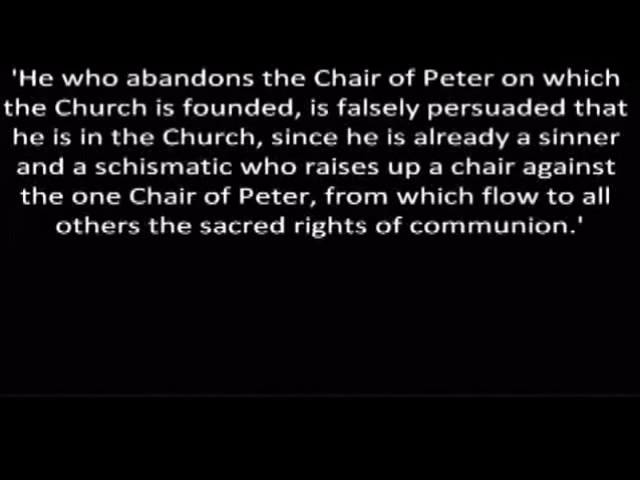 'He who abandons the Chair of Peter on which
the Church is founded, is falsely persuaded that
he is in the Church, since he is already a sinner
and a schismatic who raises up a chair against
the one Chair of Peter, from which flow to all
others the sacred rights of communion.'